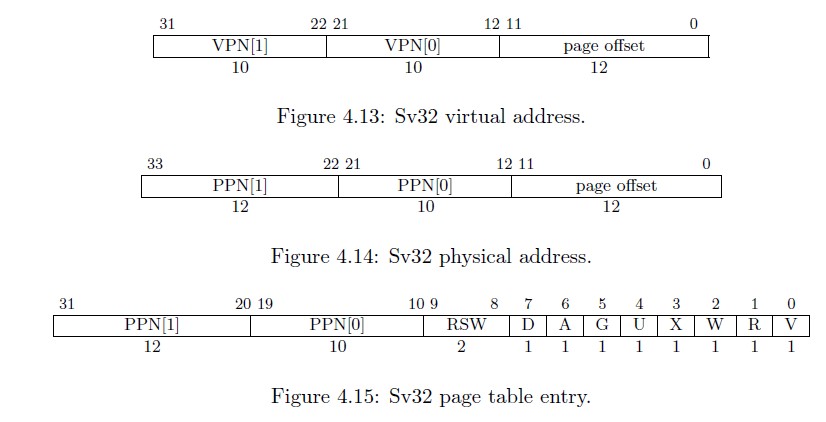 31 22 21 12 11 0
VPN[1] VPN[0] page offset
10 10 12
Figure 4.13: Sv32 virtual address.
33 22 21 12 11 0
PPN[1] PPN[0] page offset
12 10 12
Figure 4.14: Sv32 physical address.
31 20 19 10 9 8 7 6 5 4 3 2 1 0
PPN[1] PPN[0] RSW D A G U X W R V
12 10 2 1 1 1 1 1 1 1 1
Figure 4.15: Sv32 page table entry.